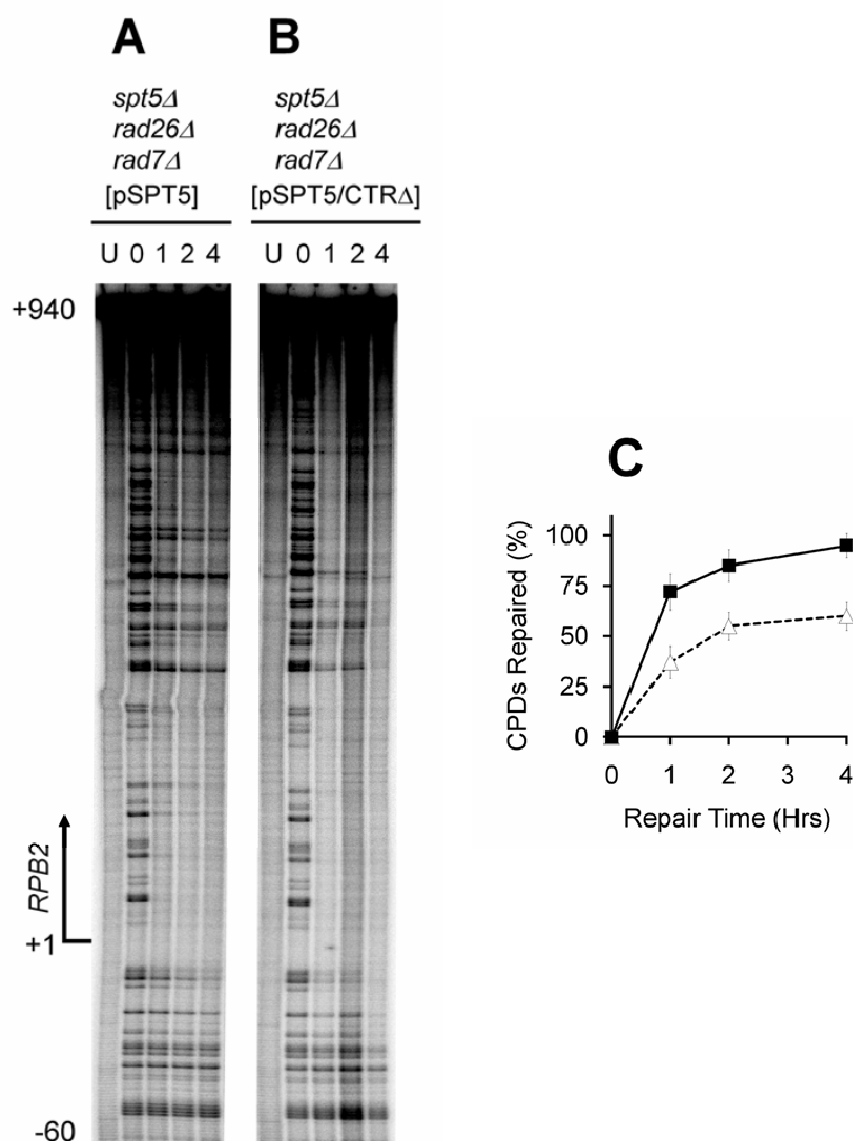 A
spt5Δ
rad26Δ
rad7Δ
[pSPT5]
U 0 1 2 4
B
spt5Δ
rad26Δ
rad7Δ
[pSPT5/CTRΔ]
U 0 1 2 4
+940
RPB2
+1
-60
C
CPDs Repaired (%)
100
75
50
25
0
0 1 2 3 4
Repair Time (Hrs)